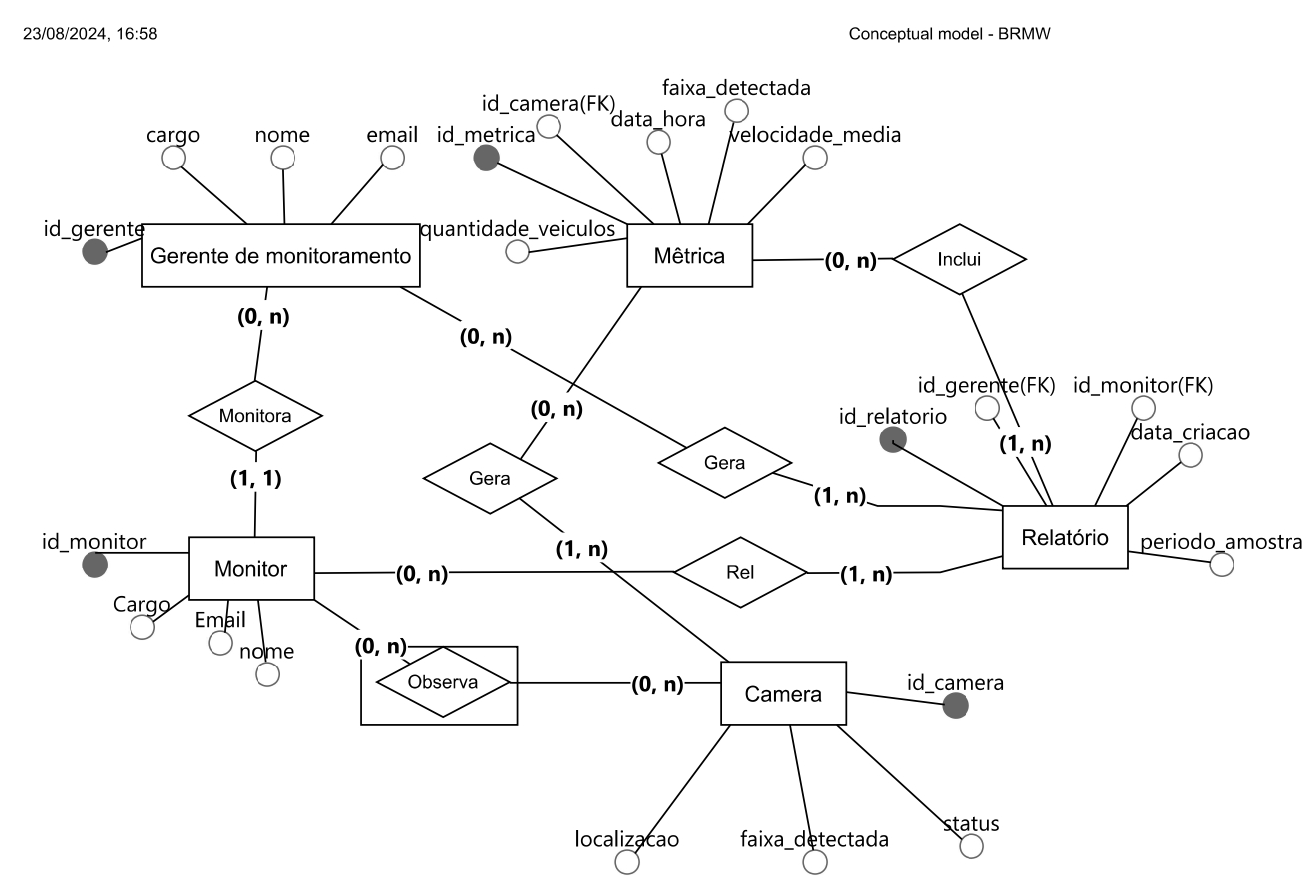 23/08/2024, 16:58
Conceptual model - BRMW
faixa_detectada
id_camera(FK)
data_hora
cargo
nome
email
id_metrica
velocidade_media
id_gerente
quantidade_veiculos
Gerente de monitoramento
Mêtrica
(0, n)
Inclui
(0, n)
(0, n)
id_gerente(FK)
id_monitor(FK)
Monitora
(0, n)
id_relatorio
data_criacao
(1, n)
(1, 1)
Gera
Gera
(1, n)
id_monitor
(1, n)
Relatório
periodo_amostra
Monitor
(0, n)
Rel
(1, n)
Cargo
Email
nome
(0, n)
Observa
(0, n)
Camera
id_camera
localizacao
faixa_detectada
status